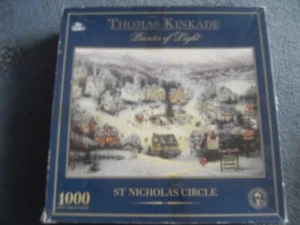 THOMAS KINKADE
Painter of Light
1000
ST NICHOLAS CIRCLE